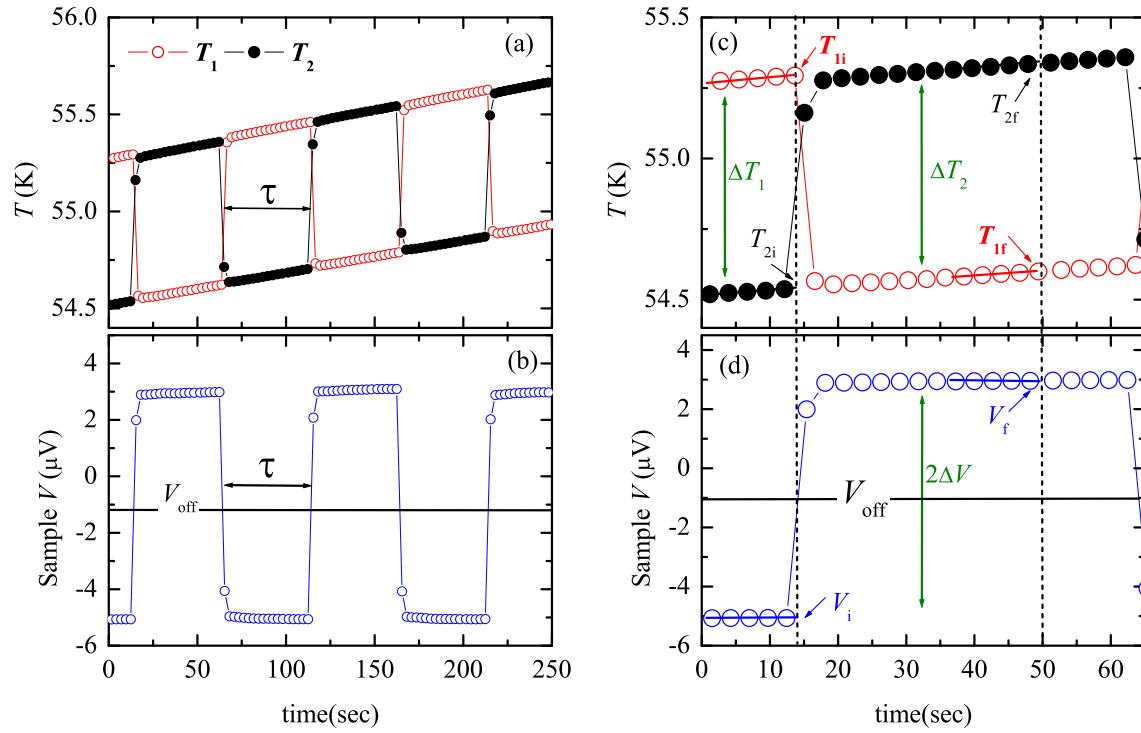 56.0
55.5
55.0
54.5
T (K)
T1 T2
(a)
τ
4
2
0
-2
-4
-6
Sample V (μV)
(b)
τ
Voff
0 50 100 150 200 250
time(sec)
55.5
55.0
54.5
T (K)
(c)
T1i
T2f
ΔT1
ΔT2
T2i
T1f
4
3
2
0
-2
-3
-4
-6
Sample V (μV)
(d)
Vf
2ΔV
Voff
Vi
0 10 20 30 40 50 60
time(sec)